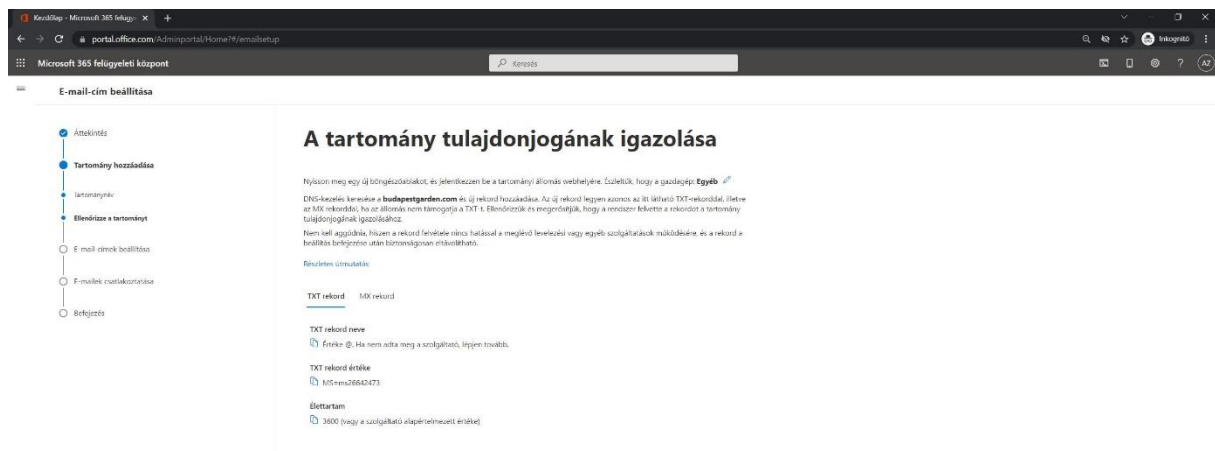 Kezdőlap - Microsoft 365 felügye
portal.office.com/Adminportal/Home?#/emailsetup
Inkognitó
Microsoft 365 felügyeleti központ
Keresés
AZ
E-mail-cím beállítása
Áttekintés
Tartomány hozzáadása
Tartománynév
Ellenőrizze a tartományt
E-mail-címek beállítása
E-mailek csatlakoztatása
Befejezés
A tartomány tulajdonjogának igazolása
Nyisson meg egy új böngészőablakot, és jelentkezzen be a tartományi állomás webhelyére. Észleltük, hogy a gazdagép: Egyéb
DNS-kezelés keresése a budapestgarden.com és új rekord hozzáadása. Az új rekord legyen azonos az itt látható TXT-rekorddal, illetve
az MX rekorddal, ha az állomás nem támogatja a TXT-t. Ellenőrizzük és megerősítjük, hogy a rendszer felvette a rekordot a tartomány
tulajdonjogának igazolásához.
Nem kell aggódnia, hiszen a rekord felvétele nincs hatással a meglévő levelezési vagy egyéb szolgáltatások működésére, és a rekord a
beállítás befejezése után biztonságosan eltávolítható.
Részletes útmutatás
TXT rekord MX rekord
TXT rekord neve
Értéke @. Ha nem adta meg a szolgáltató, lépjen tovább.
TXT rekord értéke
MS=ms26642473
Élettartam
3600 (vagy a szolgáltató alapértelmezett értéke)